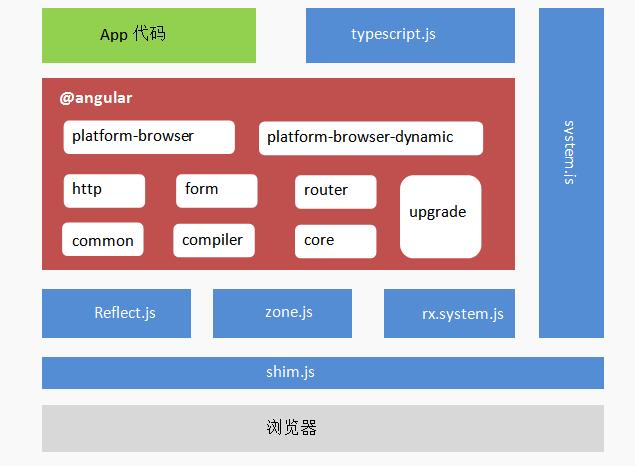 App 代码
typescript.js
system.js
@angular
platform-browser
platform-browser-dynamic
http
form
router
upgrade
common
compiler
core
Reflect.js
zone.js
rx.system.js
shim.js
浏览器